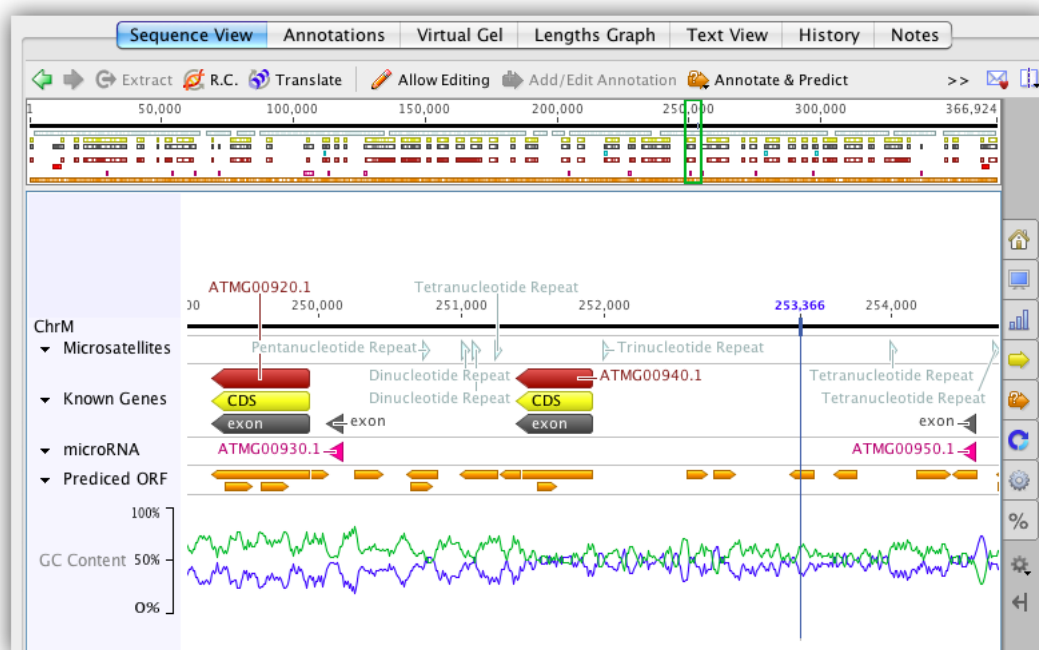 Sequence View Annotations Virtual Gel Lengths Graph Text View History Notes
Extract R.C. Translate Allow Editing Add/Edit Annotation Annotate & Predict >>
1 50,000 100,000 150,000 200,000 250,000 300,000 366,924
ATMG00920.1 Tetranucleotide Repeat
00 250,000 251,000 252,000 253,366 254,000
ChrM
Microsatellites Pentanucleotide Repeat Trinucleotide Repeat
Dinucleotide Repeat ATMG00940.1 Tetranucleotide Repeat
Known Genes CDS Dinucleotide Repeat CDS Tetranucleotide Repeat
exon exon exon exon
microRNA ATMG00930.1 ATMG00950.1
Prediced ORF
100%
GC Content 50%
0%
%